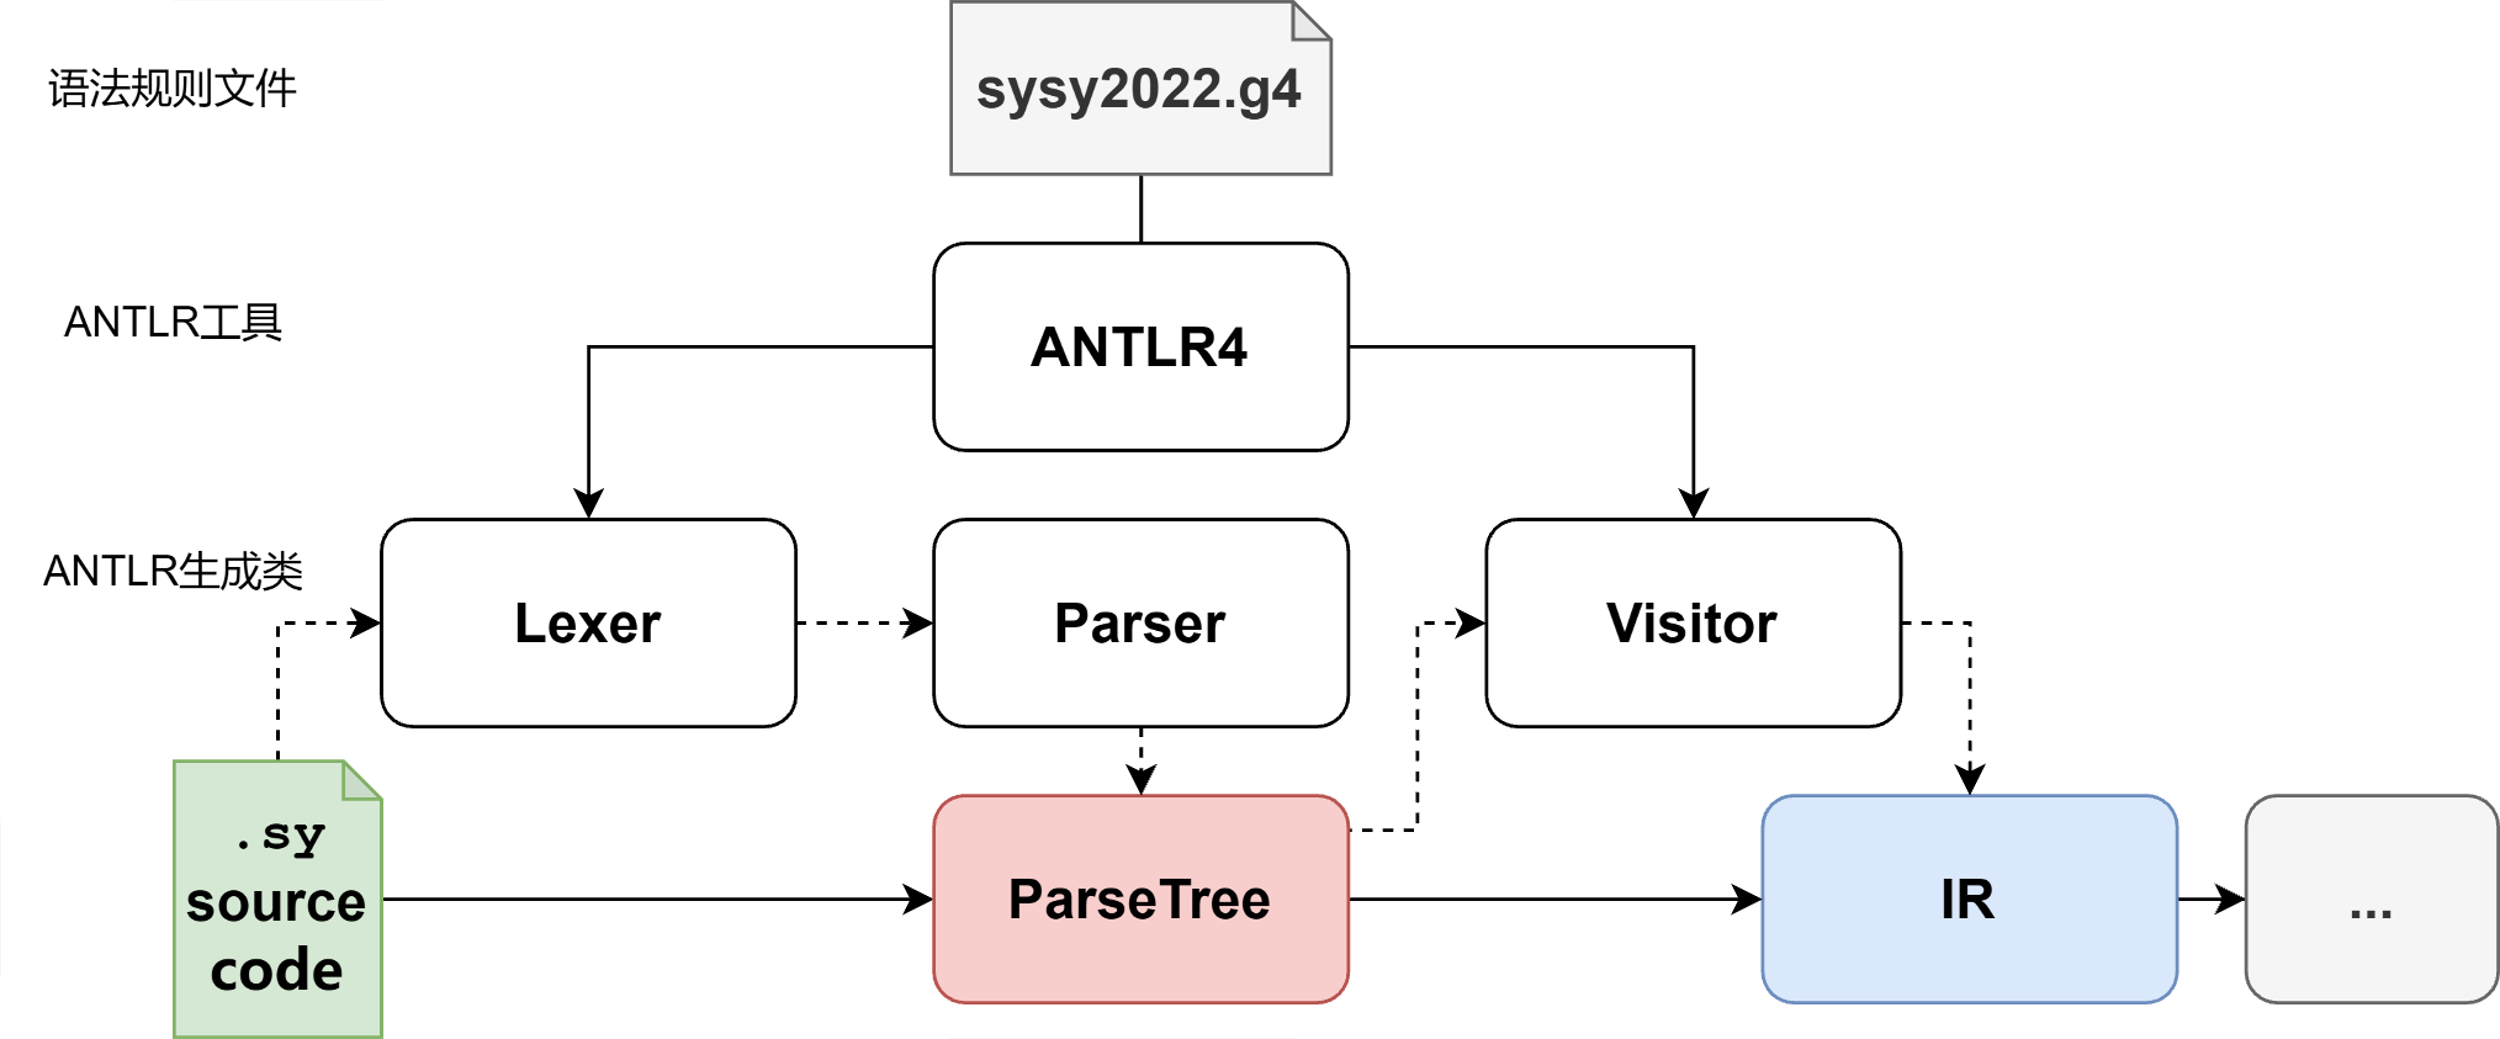 语法规则文件
sysy2022.g4
ANTLR工具
ANTLR4
ANTLR生成类
Lexer
Parser
Visitor
.sy
source
code
ParseTree
IR
...